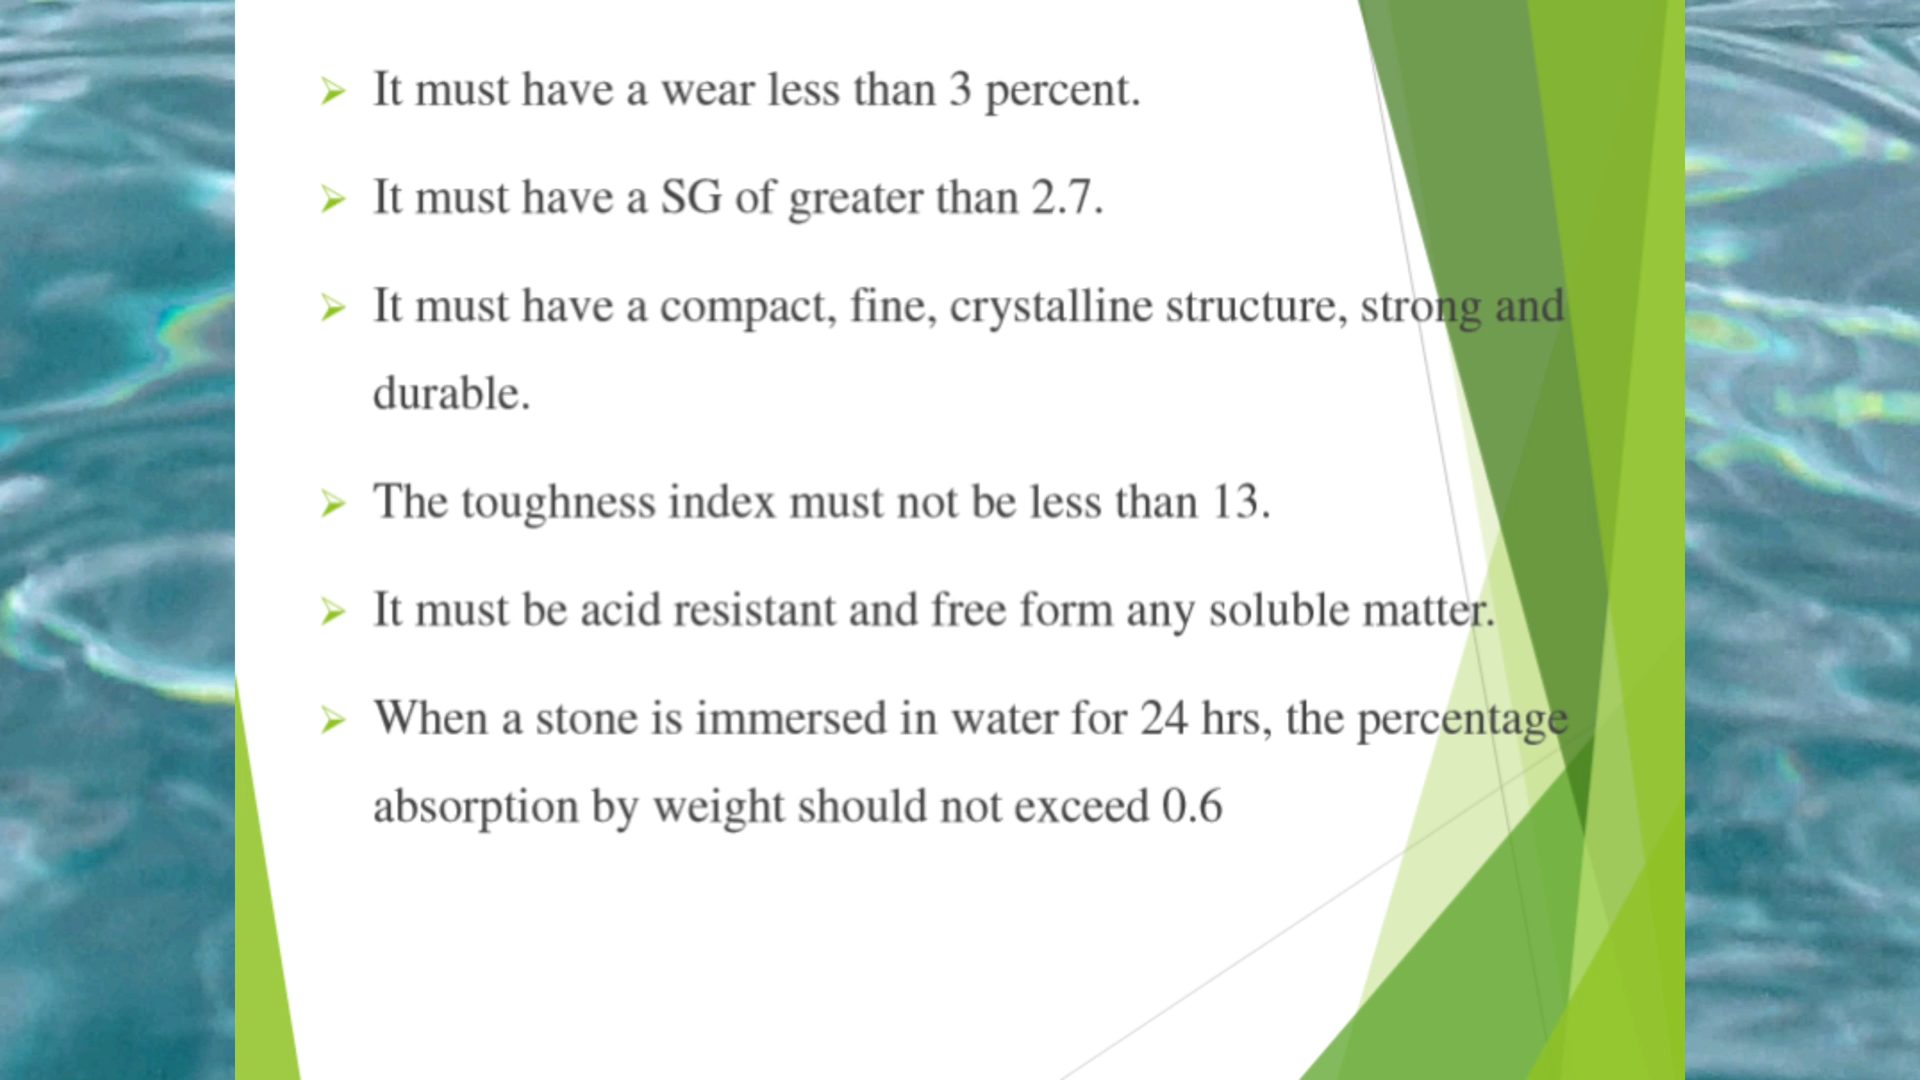 ➢ It must have a wear less than 3 percent.
➢ It must have a SG of greater than 2.7.
➢ It must have a compact, fine, crystalline structure, strong and
durable.
➢ The toughness index must not be less than 13.
➢ It must be acid resistant and free form any soluble matter.
➢ When a stone is immersed in water for 24 hrs, the percentage
absorption by weight should not exceed 0.6